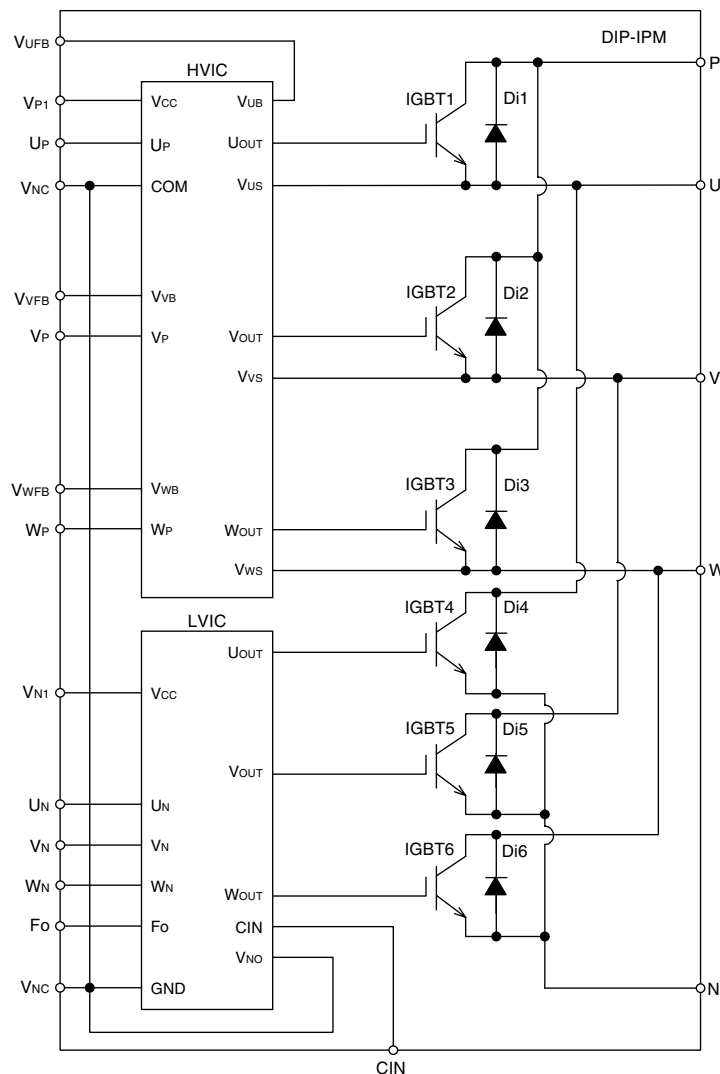 DIP-IPM
VUFB
HVIC
P
VP1
VCC
VUB
IGBT1
Di1
UP
UP
UOUT
VNC
COM
VUS
U
VVFB
VVB
IGBT2
Di2
VP
VP
VOUT
VVS
V
VWFB
VWB
IGBT3
Di3
WP
WP
WOUT
VWS
W
LVIC
IGBT4
Di4
UOUT
VN1
VCC
IGBT5
Di5
VOUT
UN
UN
VN
VN
IGBT6
Di6
WN
WN
WOUT
Fo
Fo
CIN
VNO
VNC
GND
N
CIN